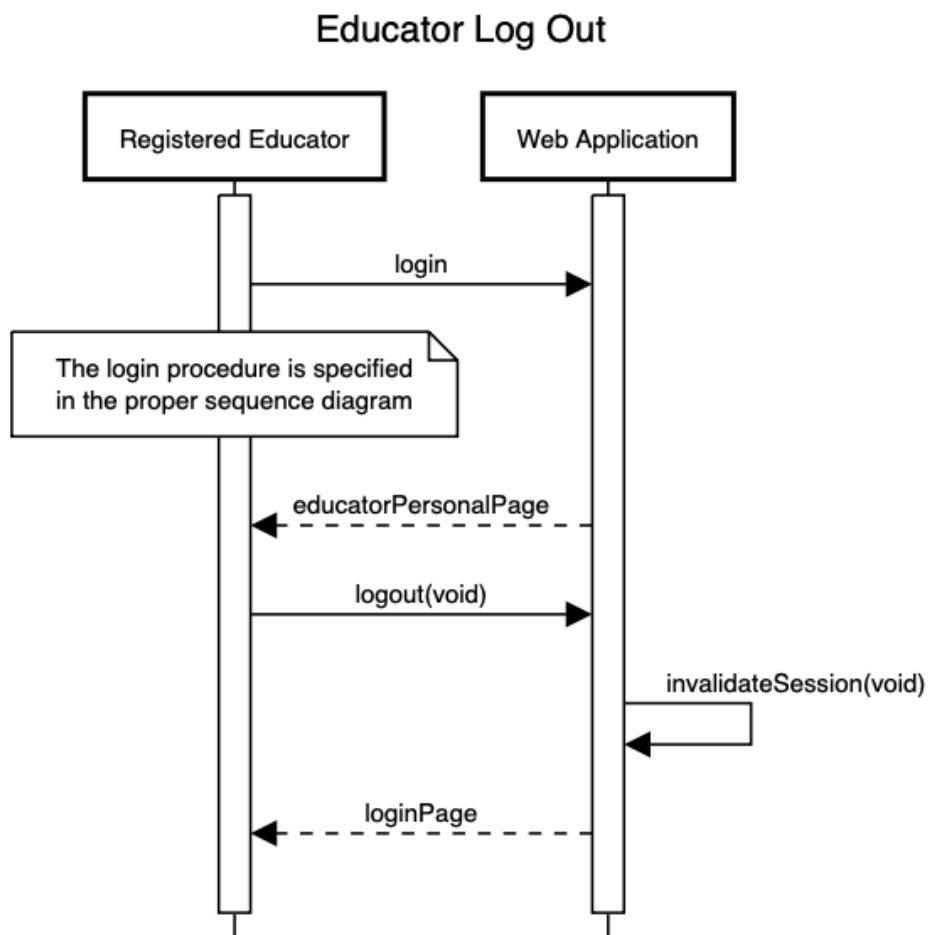 Educator Log Out
Registered Educator
Web Application
login
The login procedure is specified
in the proper sequence diagram
educatorPersonalPage
logout(void)
invalidateSession(void)
loginPage